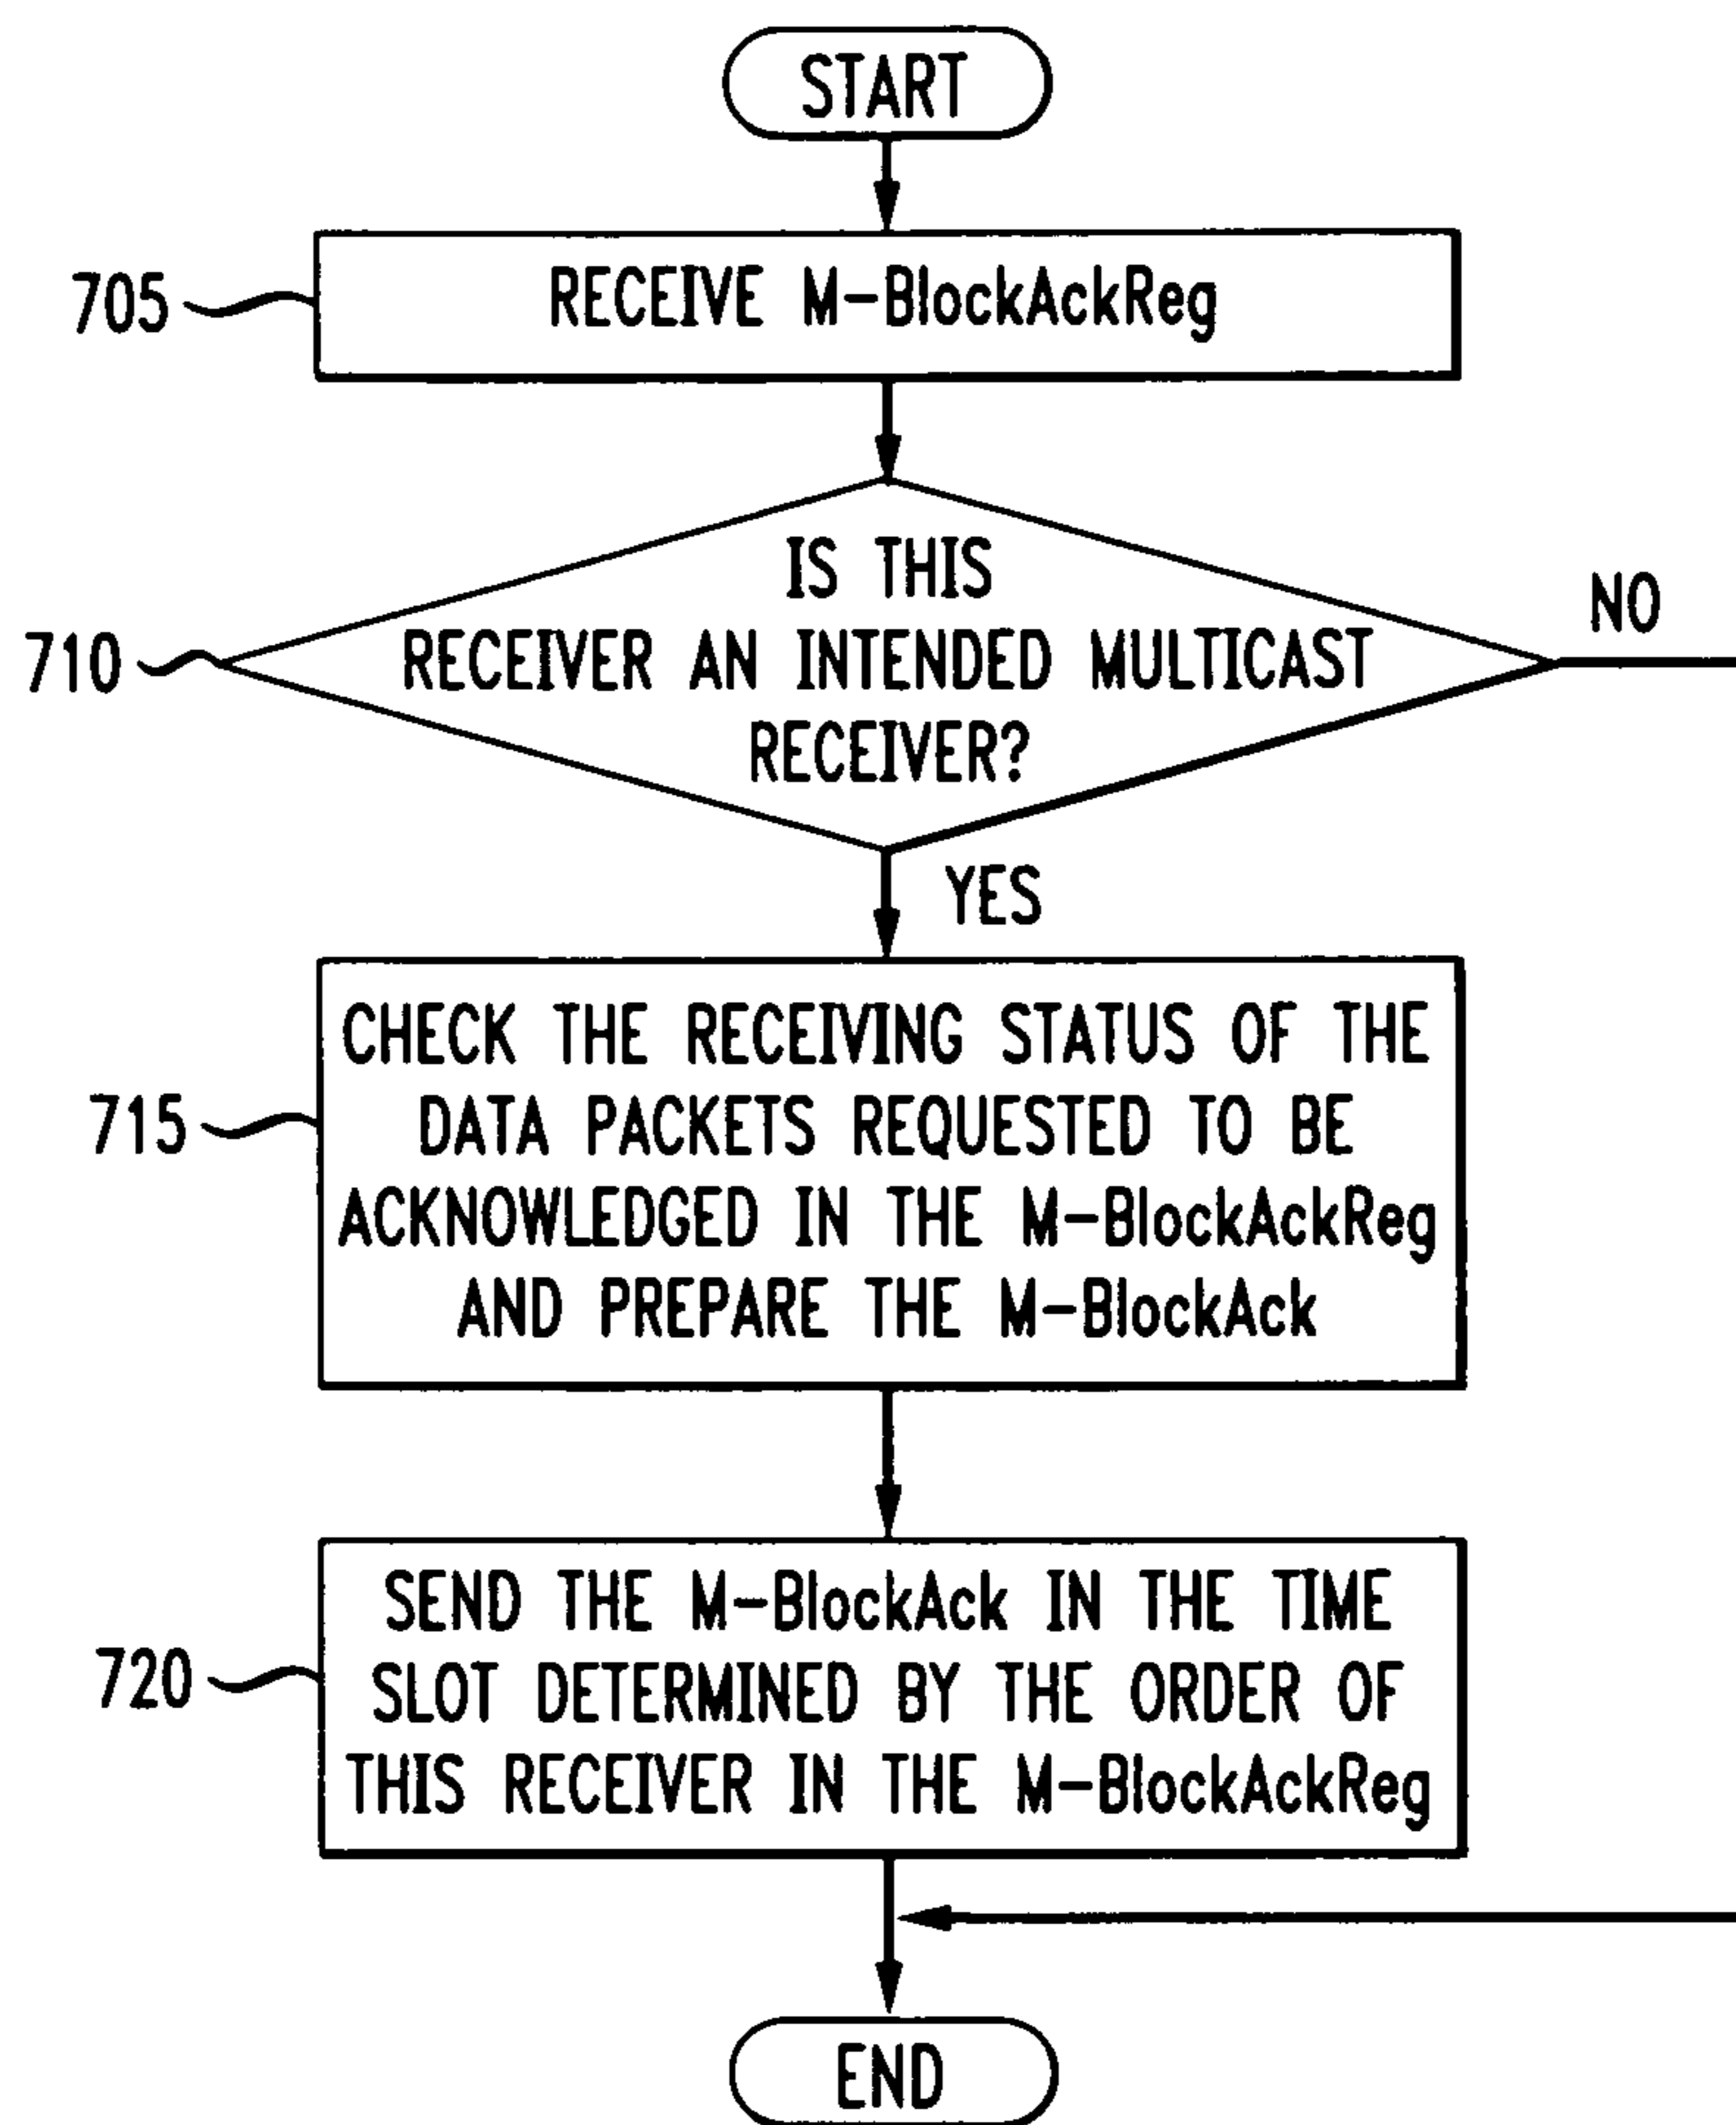 START
705
RECEIVE M-BlockAckReg
IS THIS
NO
710
RECEIVER AN INTENDED MULTICAST
RECEIVER?
YES
CHECK THE RECEIVING STATUS OF THE
715
DATA PACKETS REQUESTED TO BE
ACKNOWLEDGED IN THE M-BlockAckReg
AND PREPARE THE M-BlockAck
SEND THE M-BlockAck IN THE TIME
720
SLOT DETERMINED BY THE ORDER OF
THIS RECEIVER IN THE M-BlockAckReg
END